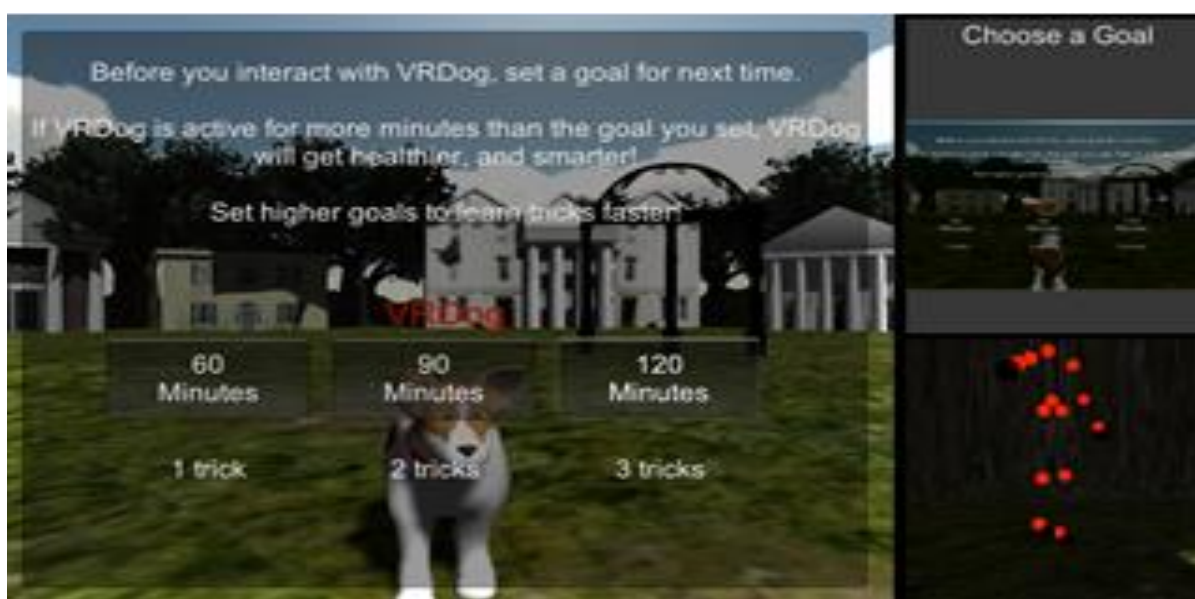 Before you interact with VRDog, set a goal for next time.
If VRDog is active for more minutes than the goal you set, VRDog
will get healthier, and smarter!
Set higher goals to learn tricks faster!
VRDog
60
Minutes
90
Minutes
120
Minutes
1 trick
2 tricks
3 tricks
Choose a Goal